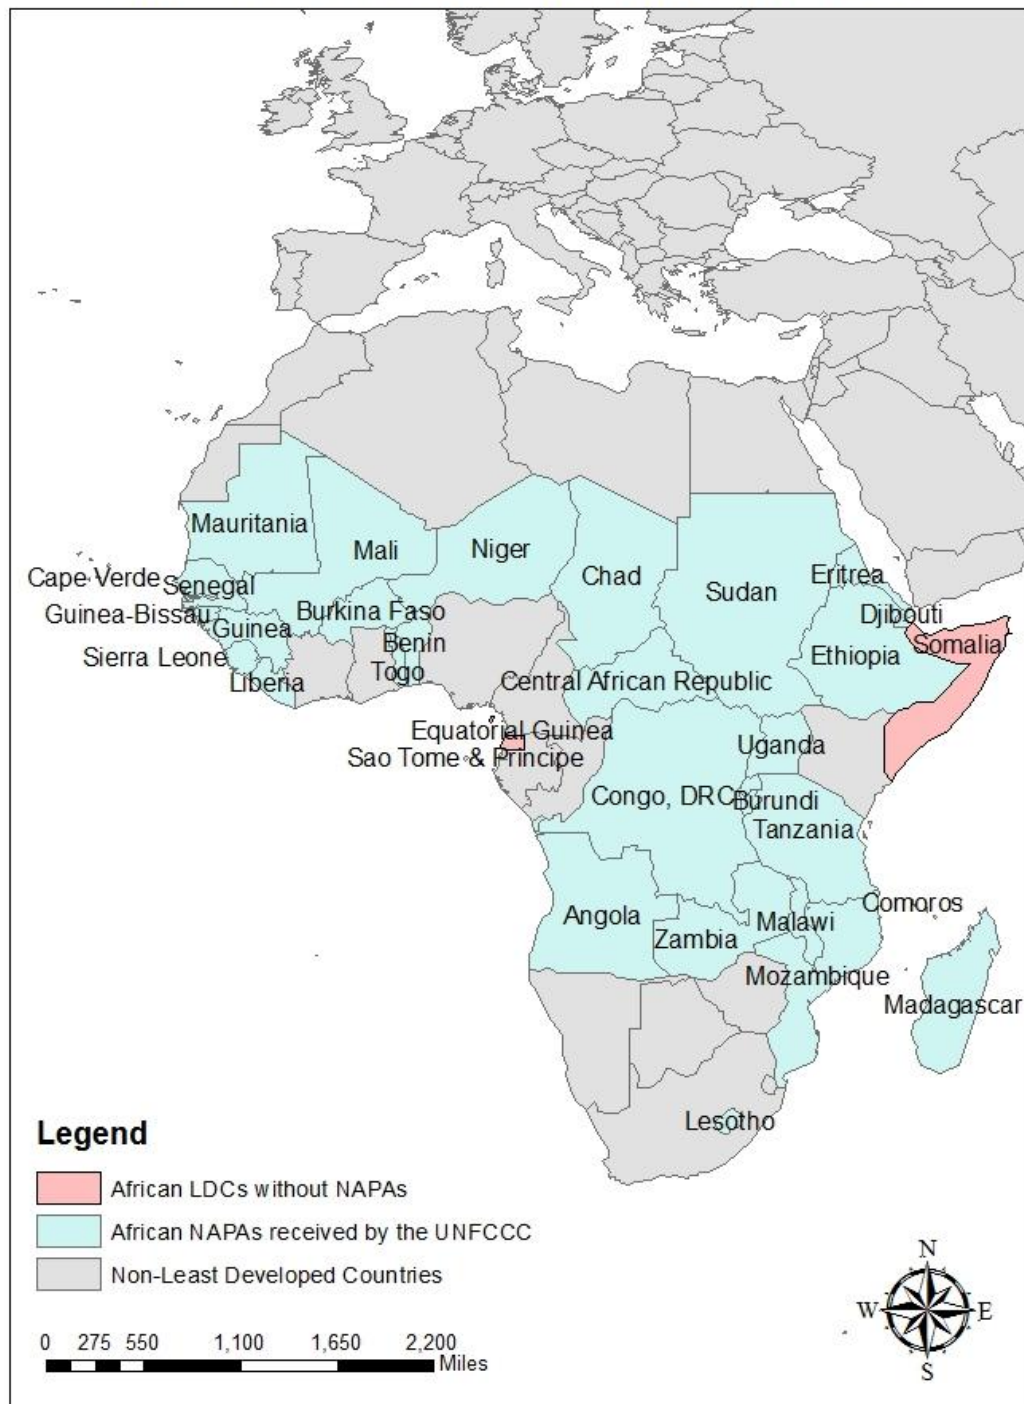 Mauritania
Mali
Niger
Chad
Sudan
Eritrea
Cape Verde
Senegal
Guinea-Bissau
Guinea
Burkina Faso
Djibouti
Benin
Somalia
Sierra Leone
Togo
Ethiopia
Liberia
Central African Republic
Equatorial Guinea
Uganda
Sao Tome & Principe
Congo, DRC
Burundi
Tanzania
Comoros
Angola
Malawi
Zambia
Mozambique
Madagascar
Lesotho
Legend
African LDCs without NAPAs
African NAPAs received by the UNFCCC
Non-Least Developed Countries
0 275 550 1,100 1,650 2,200
Miles
N
W E
S